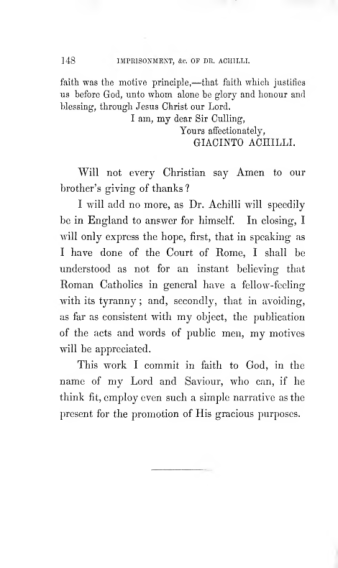 148 IMPRISONMENT, &c. OF DR. ACHILLI.
faith was the motive principle,—that faith which justifies
us before God, unto whom alone be glory and honour and
blessing, through Jesus Christ our Lord.
I am, my dear Sir Culling,
Yours affectionately,
GIACINTO ACHILLI.
Will not every Christian say Amen to our
brother's giving of thanks?
I will add no more, as Dr. Achilli will speedily
be in England to answer for himself. In closing, I
will only express the hope, first, that in speaking as
I have done of the Court of Rome, I shall be
understood as not for an instant believing that
Roman Catholics in general have a fellow-feeling
with its tyranny; and, secondly, that in avoiding,
as far as consistent with my object, the publication
of the acts and words of public men, my motives
will be appreciated.
This work I commit in faith to God, in the
name of my Lord and Saviour, who can, if he
think fit, employ even such a simple narrative as the
present for the promotion of His gracious purposes.